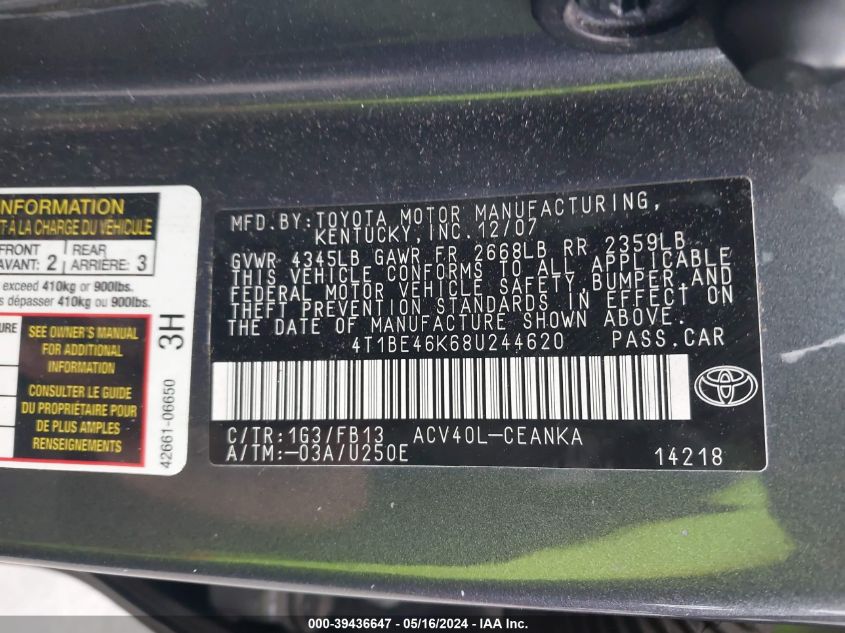 INFORMATION
T À LA CHARGE DU VÉHICULE
FRONT
AVANT: 2
REAR
ARRIÈRE: 3
exceed 410kg or 900lbs.
s dépasser 410kg ou 900lbs.
SEE OWNER'S MANUAL
FOR ADDITIONAL
INFORMATION
CONSULTER LE GUIDE
DU PROPRIÉTAIRE POUR
DE PLUS AMPLES
RENSEIGNEMENTS
3H
42661-06650
MFD.BY:TOYOTA MOTOR MANUFACTURING,
KENTUCKY,INC.12/07
GVWR 4345LB GAWR FR 2668LB RR 2359LB
THIS VEHICLE CONFORMS TO ALL APPLICABLE
FEDERAL MOTOR VEHICLE SAFETY,BUMPER,AND
THEFT PREVENTION STANDARDS IN EFFECT ON
THE DATE OF MANUFACTURE SHOWN ABOVE.
4T1BE46K68U244620 PASS.CAR
C/TR:1G3/FB13 ACV40L-CEANKA
A/TM:-03A/U250E 14218
000-39436647 - 05/16/2024 - IAA Inc.